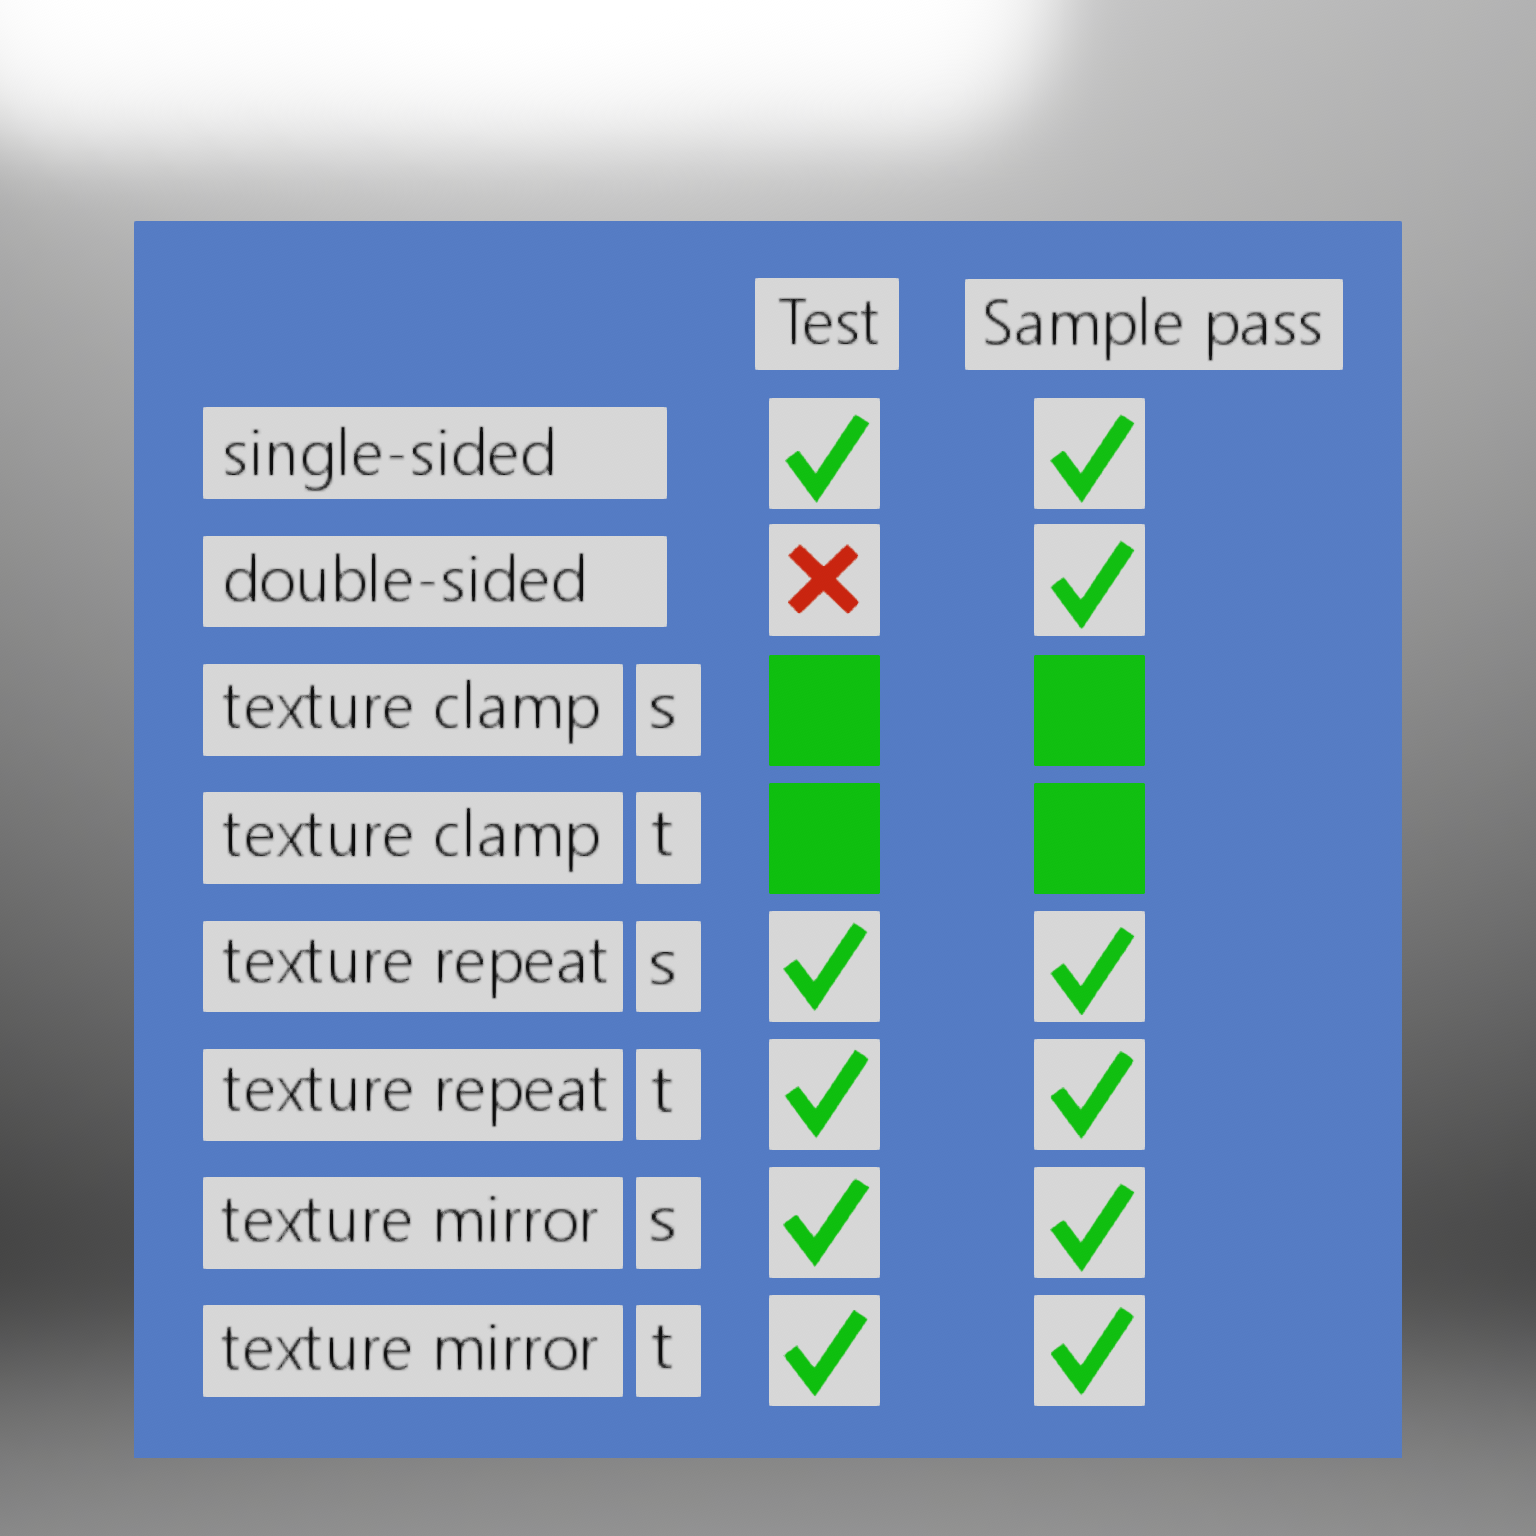 Test Sample pass
single-sided
double-sided
texture clamp s
texture clamp t
texture repeat s
texture repeat t
texture mirror s
texture mirror t